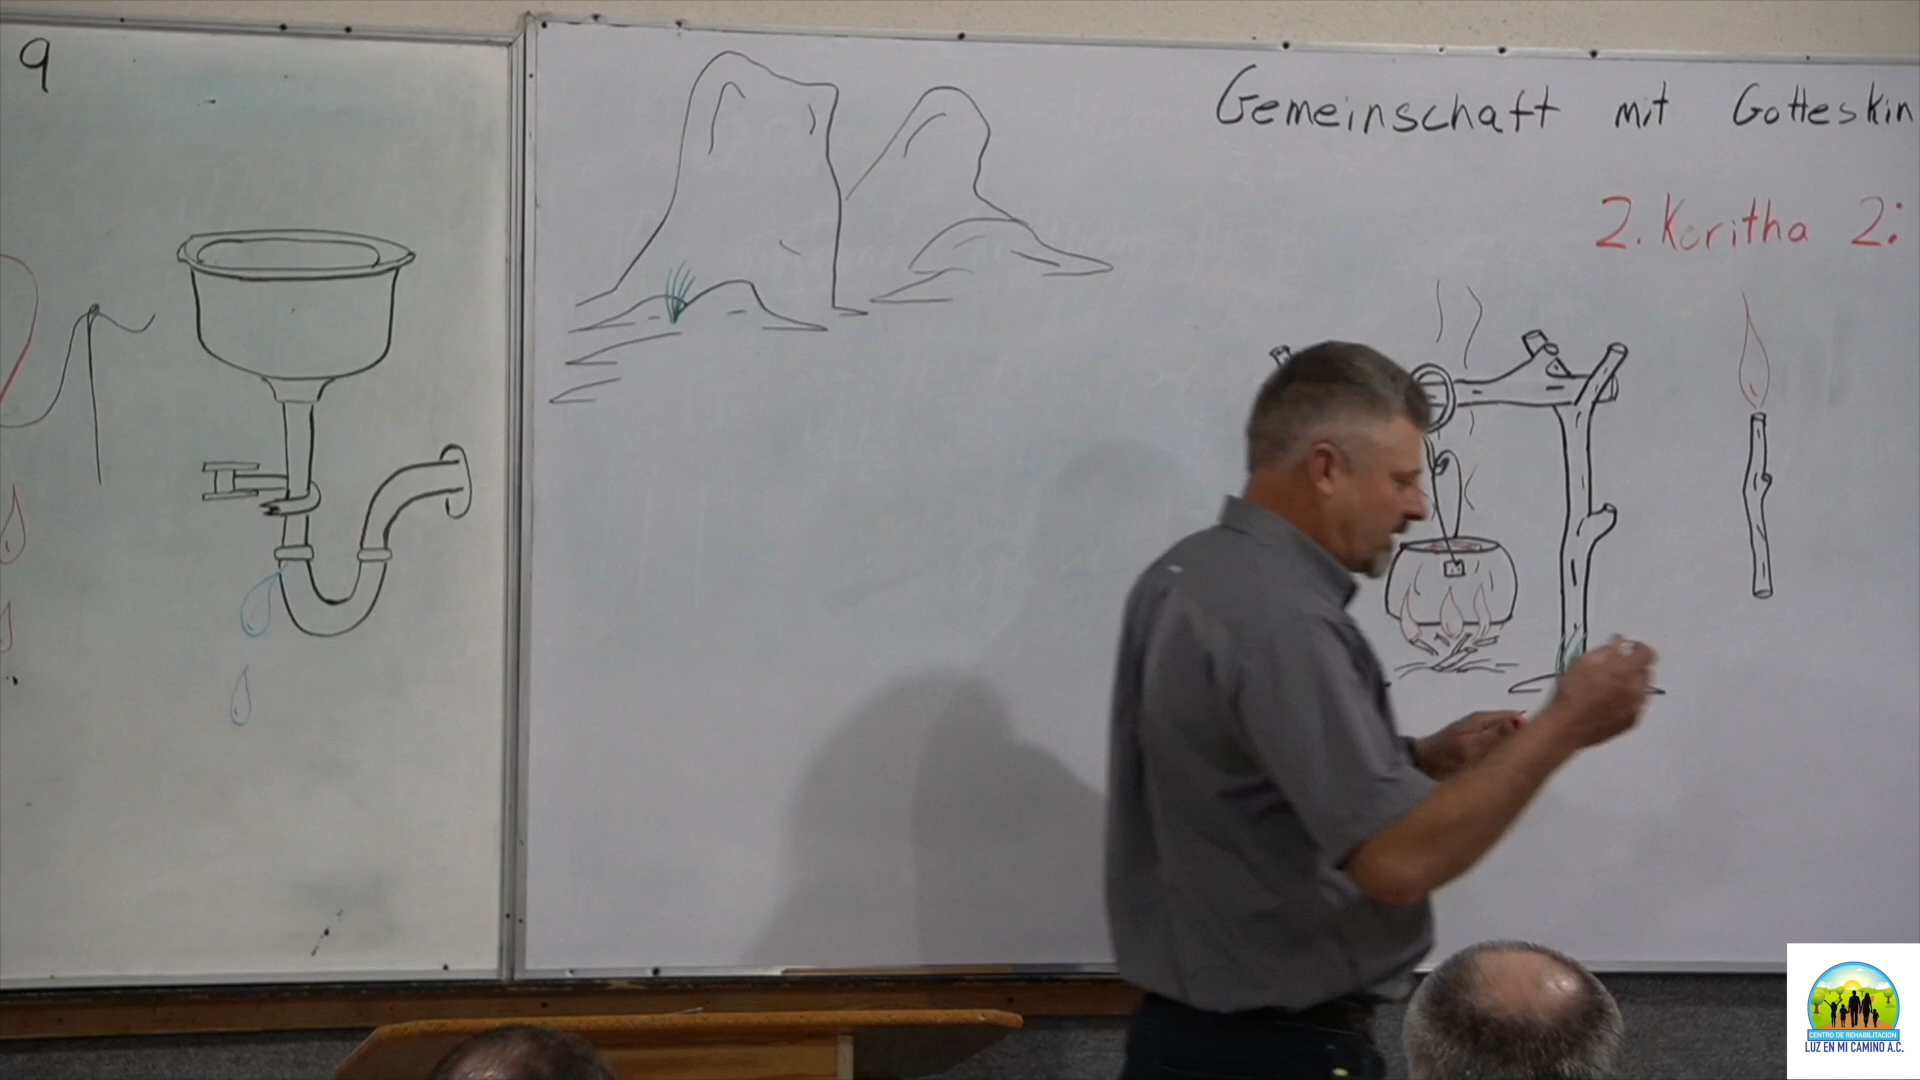 9
Gemeinschaft mit Gotteskin
2. Koritha 2:
CENTRO DE REHABILITACION
LUZ EN MI CAMINO A.C.